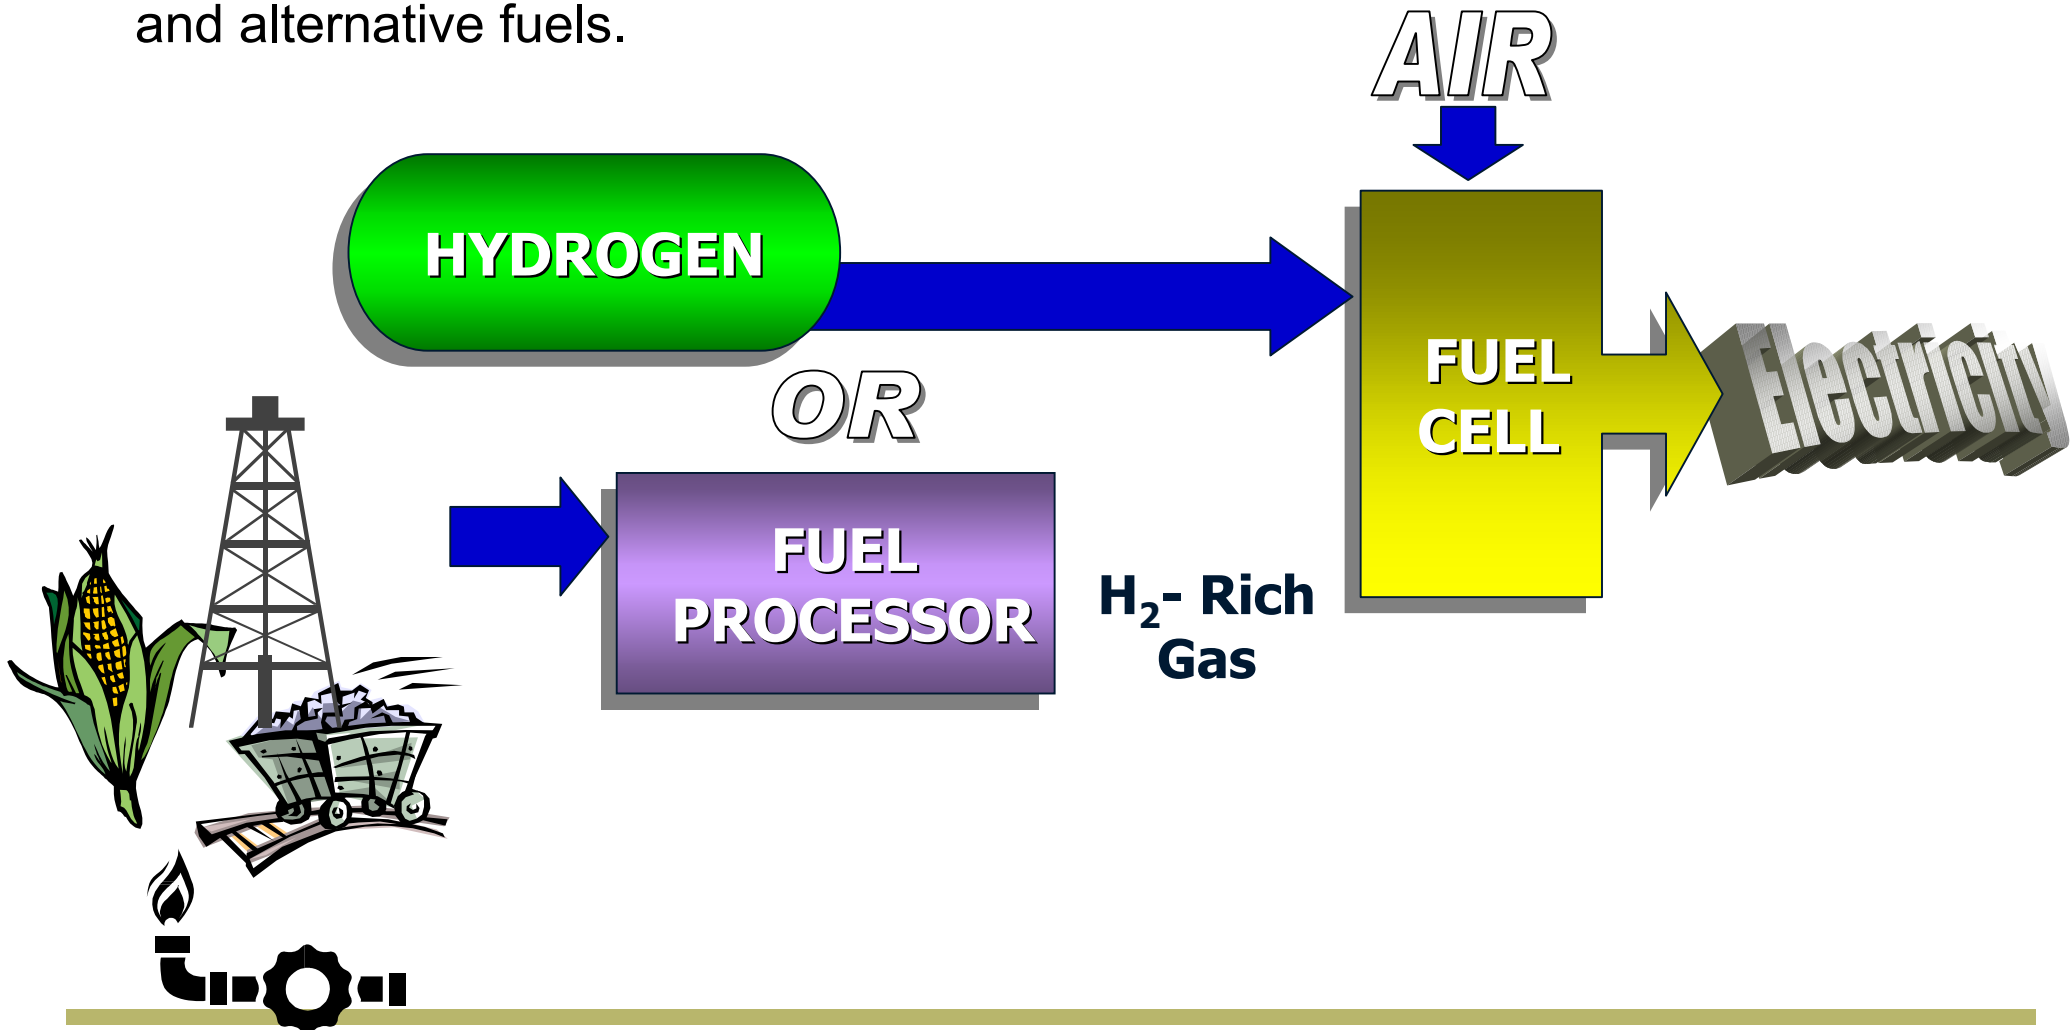 and alternative fuels.
AIR
HYDROGEN
OR
FUEL
CELL
Electricity
FUEL
PROCESSOR
H₂- Rich
Gas